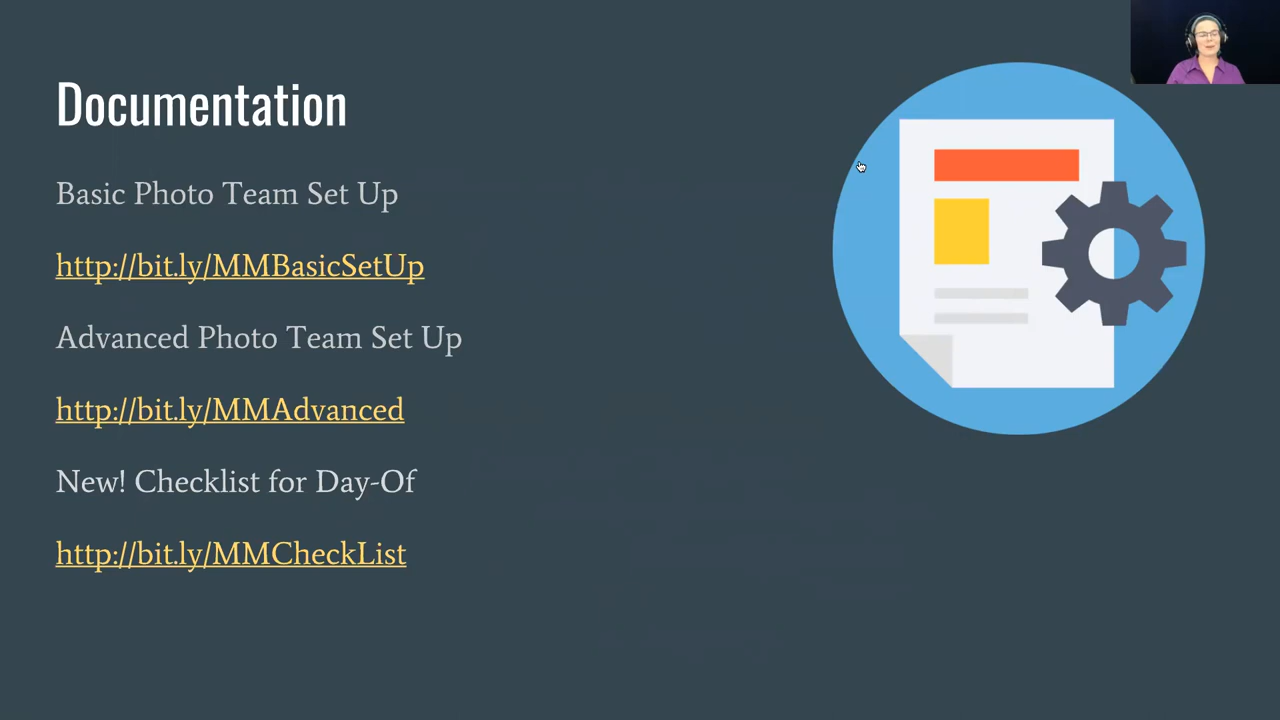 Documentation
Basic Photo Team Set Up
http://bit.ly/MMBasicSetUp
Advanced Photo Team Set Up
http://bit.ly/MMAdvanced
New! Checklist for Day-Of
http://bit.ly/MMCheckList